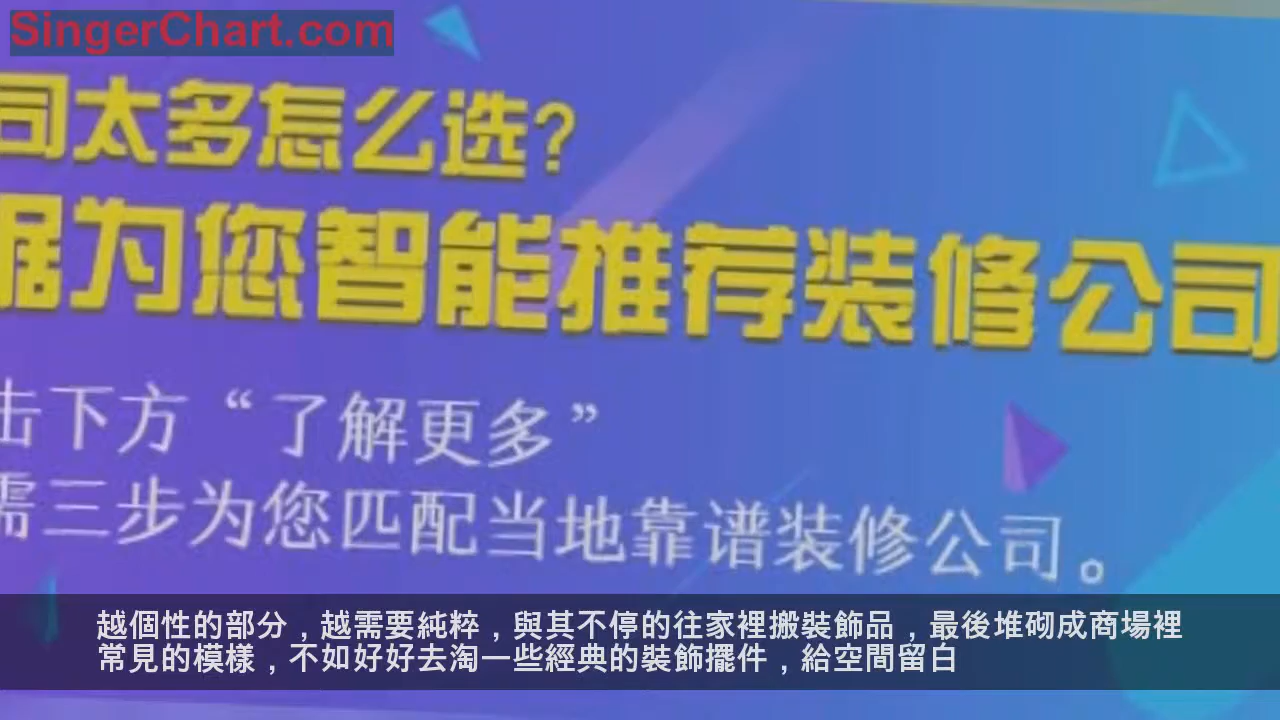 SingerChart.com
司太多怎么选?
据为您智能推荐装修公司
击下方“了解更多”
需三步为您匹配当地靠谱装修公司。
越個性的部分，越需要純粹，與其不停的往家裡搬裝飾品，最後堆砌成商場裡
常見的模樣，不如好好去淘一些經典的裝飾擺件，給空間留白